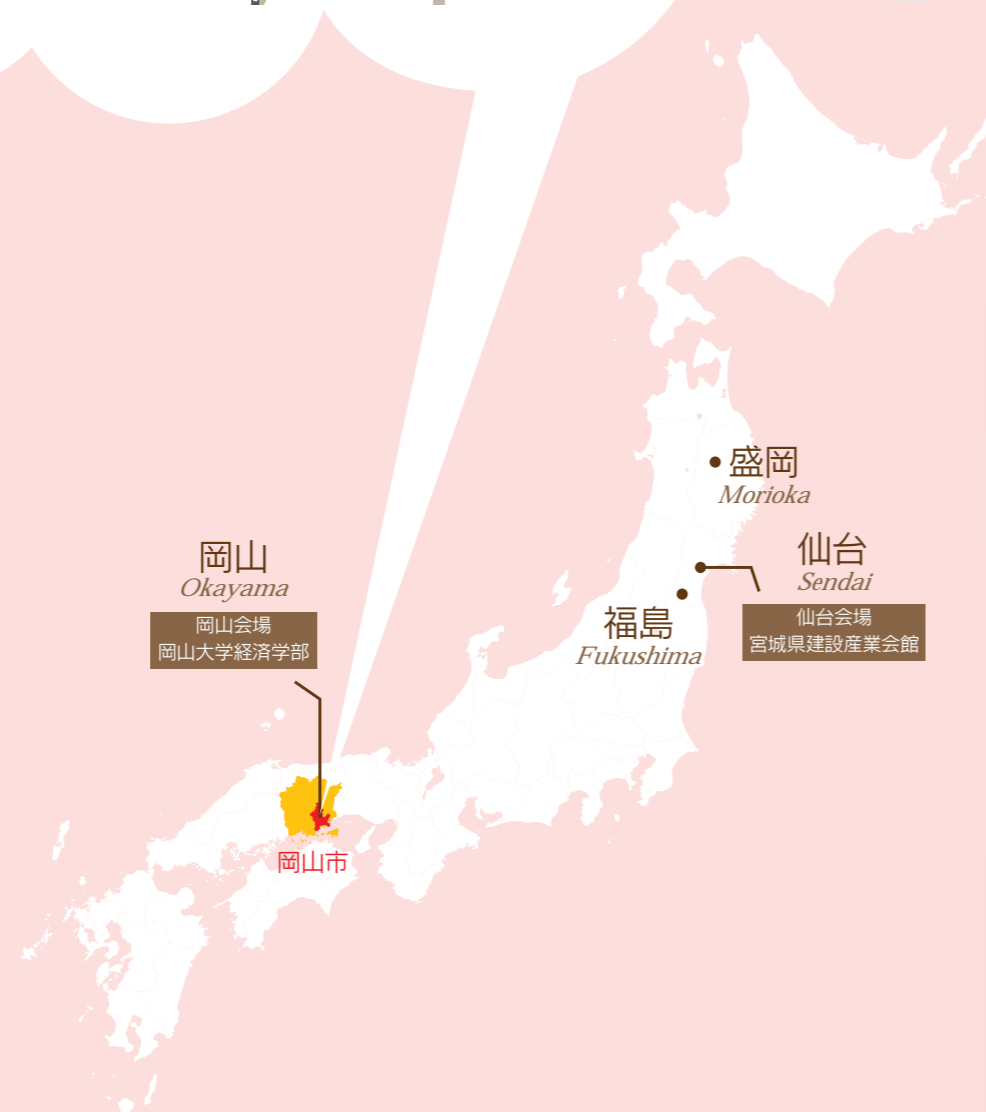 盛岡
Morioka
仙台
Sendai
仙台会場
宮城県建設産業会館
福島
Fukushima
岡山
Okayama
岡山会場
岡山大学経済学部
岡山市